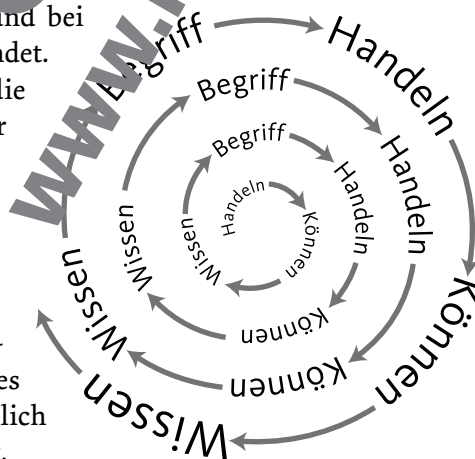 und bei
ndet.
die
r
es
lich
www.
Handeln
Können
Wissen
Begriff
Handeln
Können
Wissen
Begriff
Handeln
Können
Wissen
Begriff
Handeln
Können
Wissen